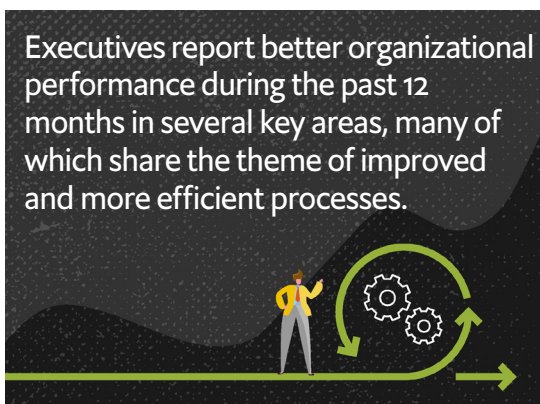 Executives report better organizational
performance during the past 12
months in several key areas, many of
which share the theme of improved
and more efficient processes.